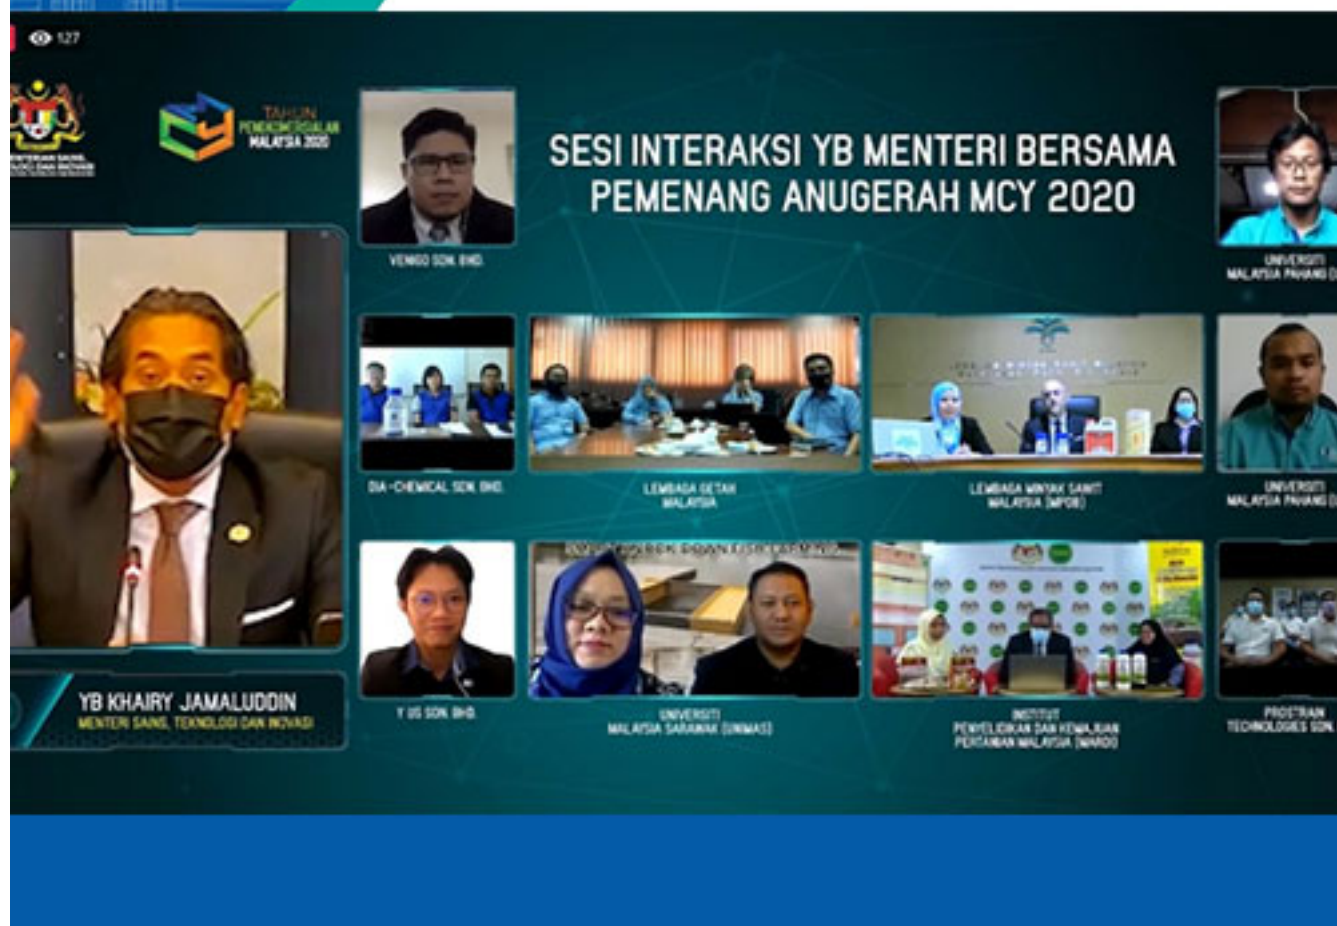 127
TAHUN
PENGKOMERSIALAN
MALAYSIA 2020
SESI INTERAKSI YB MENTERI BERSAMA
PEMENANG ANUGERAH MCY 2020
VENIGO SDN. BHD.
UNIVERSITI
MALAYSIA PAHANG
DIA-CHEMICAL SDN. BHD.
LEMBAGA GETAH
MALAYSIA
LEMBAGA MINYAK SAWIT
MALAYSIA (MPOB)
UNIVERSITI
MALAYSIA PAHANG
YB KHAIRY JAMALUDDIN
MENTERI SAINS, TEKNOLOGI DAN INOVASI
Y US SDN. BHD.
UNIVERSITI
MALAYSIA SARAWAK (UNIMAS)
INSTITUT
PENYELIDIKAN DAN KEMAJUAN
PERTANIAN MALAYSIA (MARDI)
PROSTRAIN
TECHNOLOGIES SDN.